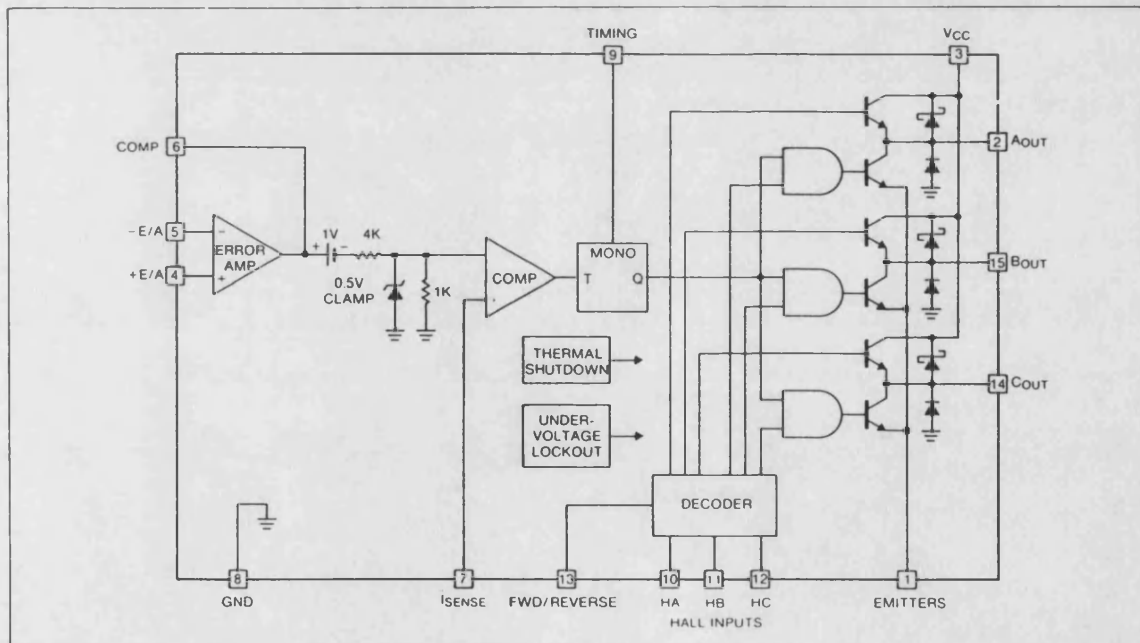 TIMING
VCC
9
3
COMP
6
2
AOUT
-E/A
5
−
ERROR
AMP
+E/A
4
+
+ 1V −
4K
0.5V
CLAMP
1K
COMP
-
MONO
T
Q
15
BOUT
THERMAL
SHUTDOWN
14
COUT
UNDER-
VOLTAGE
LOCKOUT
DECODER
8
7
13
10
11
12
1
GND
ISENSE
FWD/REVERSE
HA
HB
HC
EMITTERS
HALL INPUTS